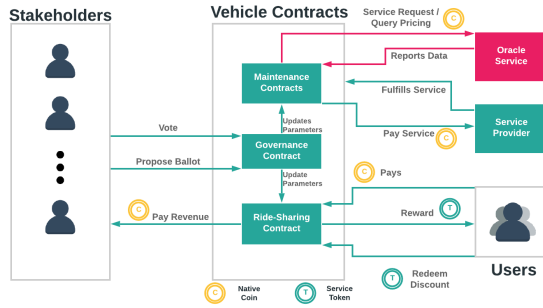 Stakeholders
Vehicle Contracts
Service Request /
Query Pricing
C
Oracle
Service
Reports Data
Maintenance
Contracts
Fulfills Service
Service
Provider
Updates
Parameters
Pay Service
C
Vote
Governance
Contract
Propose Ballot
Update
Parameters
C
Pays
C
Pay Revenue
Ride-Sharing
Contract
Reward
T
Users
T
Redeem
Discount
C
Native
Coin
T
Service
Token